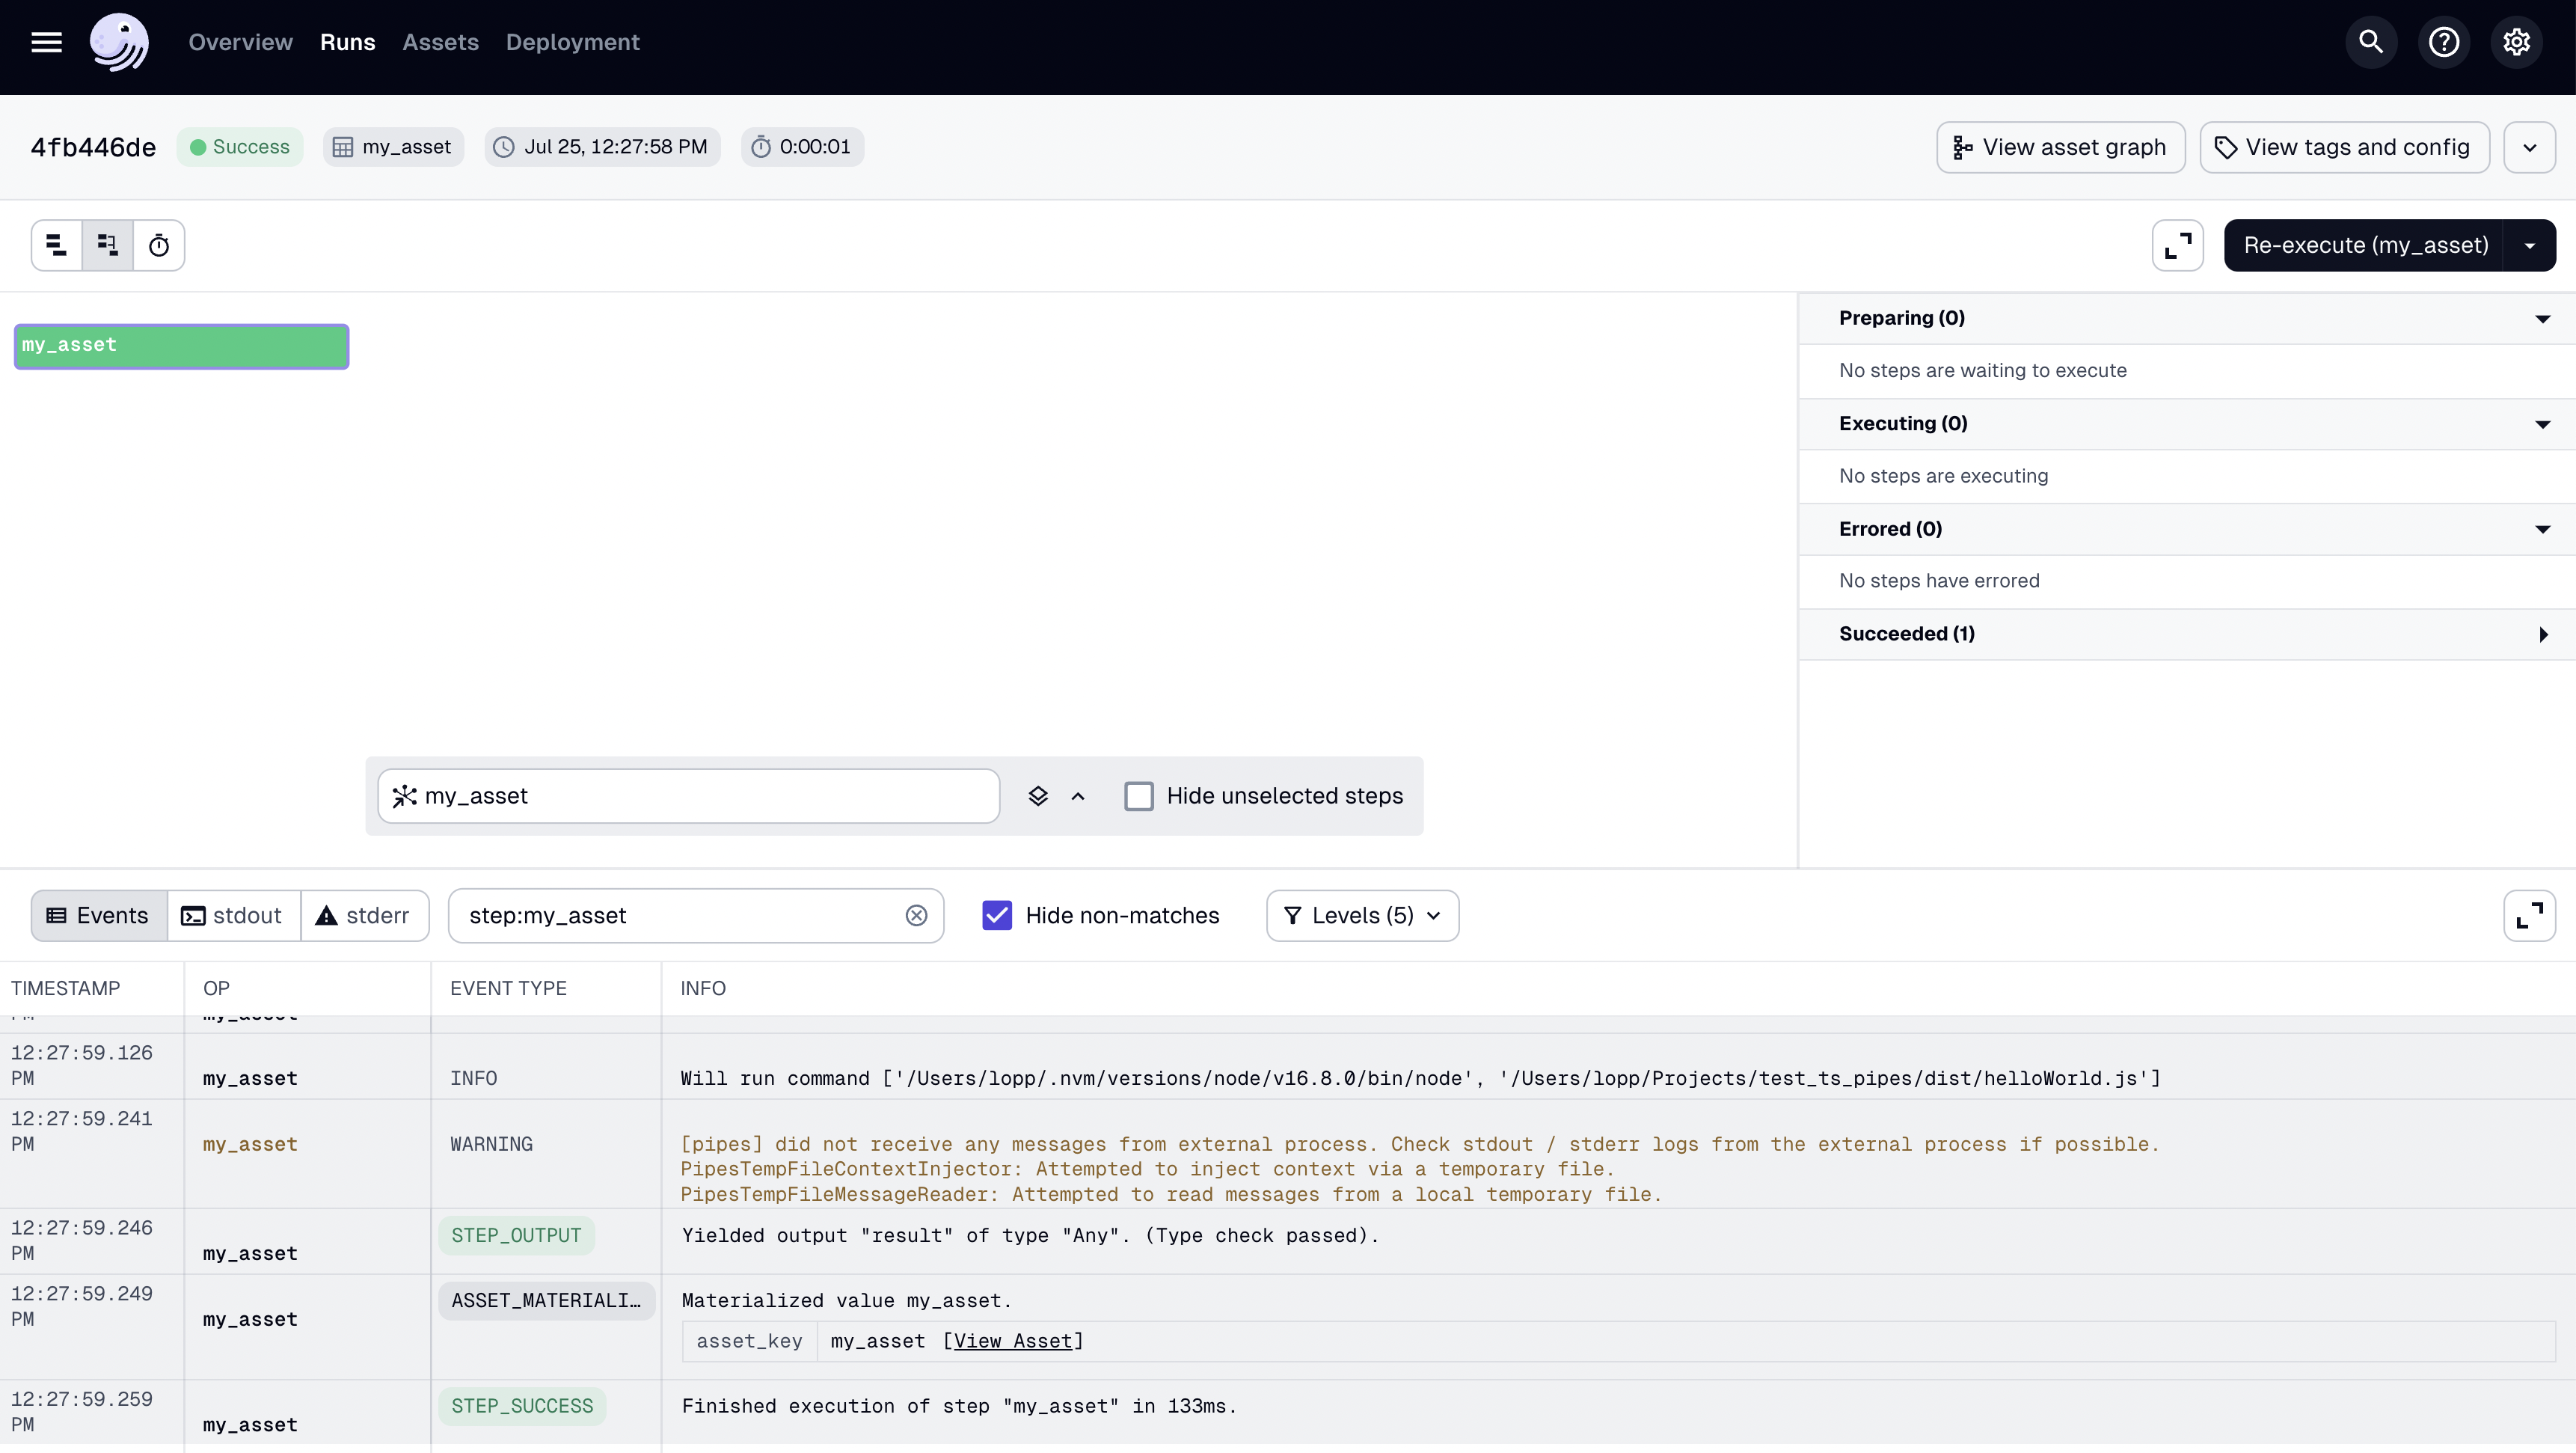 Overview Runs Assets Deployment
4fb446de Success my_asset Jul 25, 12:27:58 PM 0:00:01 View asset graph View tags and config
Re-execute (my_asset)
my_asset
Preparing (0)
No steps are waiting to execute
Executing (0)
No steps are executing
Errored (0)
No steps have errored
Succeeded (1)
my_asset Hide unselected steps
Events stdout stderr step:my_asset Hide non-matches Levels (5)
TIMESTAMP OP EVENT TYPE INFO
PM my_asset
12:27:59.126
PM my_asset INFO Will run command ['/Users/lopp/.nvm/versions/node/v16.8.0/bin/node', '/Users/lopp/Projects/test_ts_pipes/dist/helloWorld.js']
12:27:59.241
PM my_asset WARNING [pipes] did not receive any messages from external process. Check stdout / stderr logs from the external process if possible.
PipesTempFileContextInjector: Attempted to inject context via a temporary file.
PipesTempFileMessageReader: Attempted to read messages from a local temporary file.
12:27:59.246
STEP_OUTPUT Yielded output "result" of type "Any". (Type check passed).
PM my_asset
12:27:59.249
ASSET_MATERIALI… Materialized value my_asset.
PM my_asset
asset_key my_asset [View Asset]
12:27:59.259
STEP_SUCCESS Finished execution of step "my_asset" in 133ms.
PM my_asset